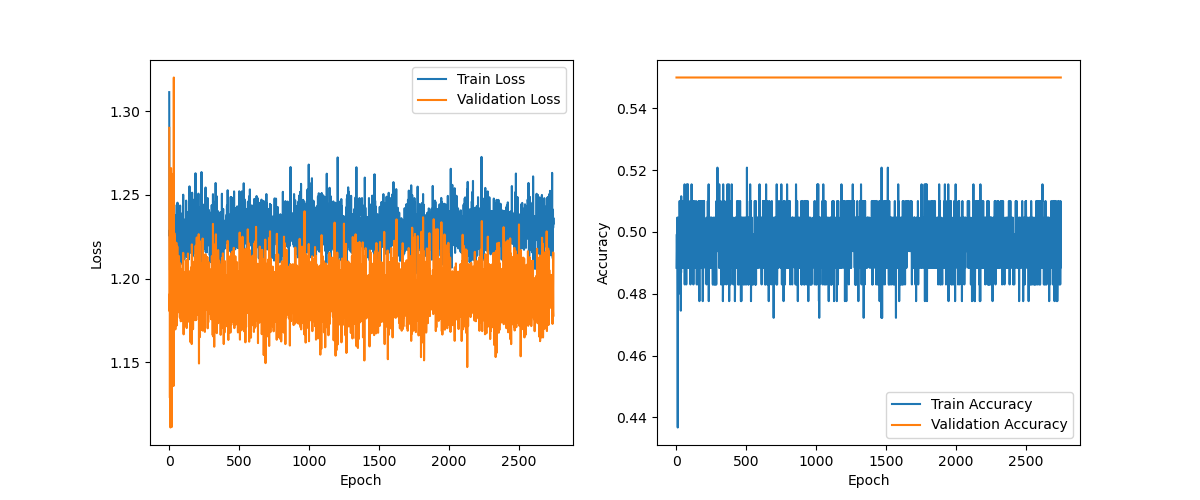 Train Loss
Validation Loss
1.30
1.25
1.20
1.15
Loss
0
500
1000
1500
2000
2500
Epoch
0.54
0.52
0.50
0.48
0.46
0.44
Accuracy
Train Accuracy
Validation Accuracy
0
500
1000
1500
2000
2500
Epoch